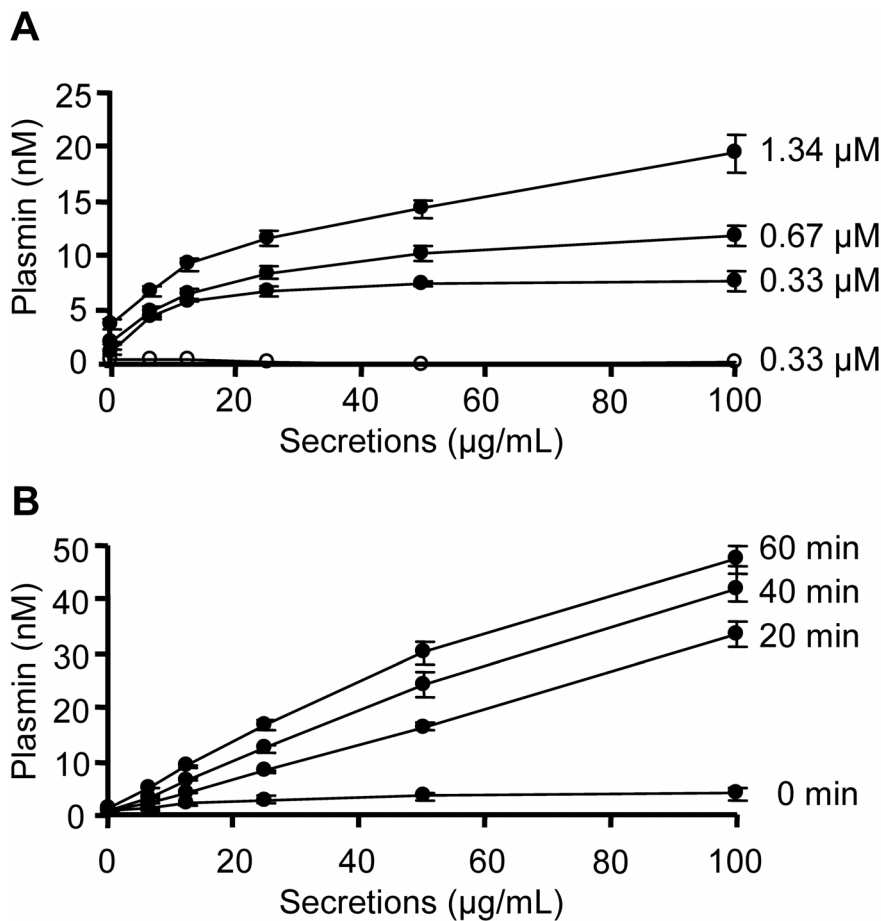 A
Plasmin (nM)
25
20
15
10
5
0
1.34 µM
0.67 µM
0.33 µM
0.33 µM
0 20 40 60 80 100
Secretions (µg/mL)
B
Plasmin (nM)
50
40
30
20
10
0
60 min
40 min
20 min
0 min
0 20 40 60 80 100
Secretions (µg/mL)